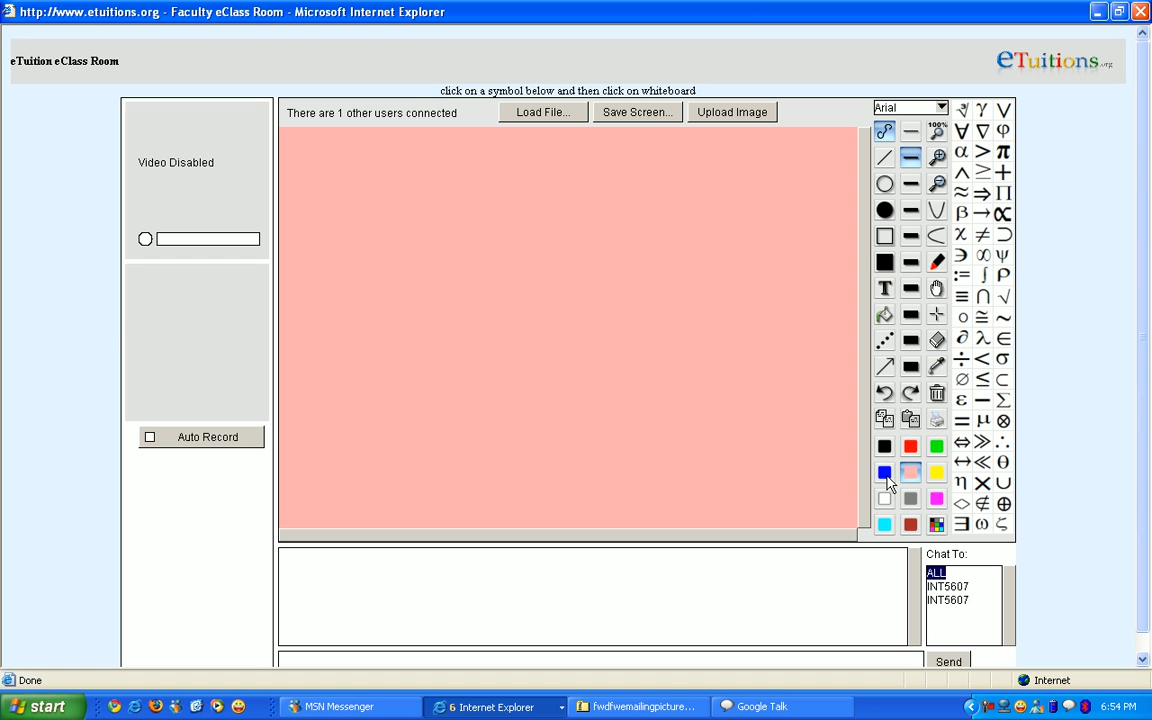 http://www.etuitions.org - Faculty eClass Room - Microsoft Internet Explorer
eTuition eClass Room
eTuitions.org
click on a symbol below and then click on whiteboard
There are 1 other users connected
Load File...
Save Screen...
Upload Image
Arial
Video Disabled
100%
T
Auto Record
γ V
∀ ∇ φ
α > π
∧ ≥ +
≈ ⇒ Π
β → ∝
χ ≠ ⊃
∋ ∞ ψ
:= ∫ ρ
≡ ∩ √
o ≅ ~
∂ λ ∈
÷ < σ
∅ ≤ ⊂
ε − Σ
= μ ⊗
⇔ ≫ ∴
↔ ≪ θ
η × ∪
◇ ∉ ⊕
∃ ω ζ
Chat To:
ALL
INT5607
INT5607
Send
Done
Internet
start
MSN Messenger
6 Internet Explorer
fwdfwemailingpicture...
Google Talk
6:54 PM